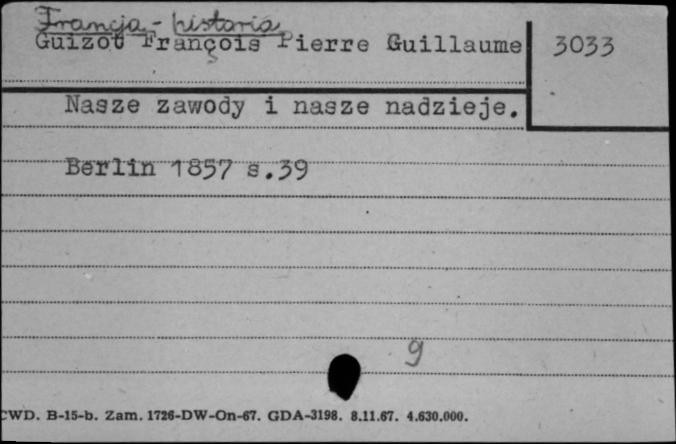 Francja - historia
Guizot François Pierre Guillaume
3033
Nasze zawody i nasze nadzieje.
Berlin 1857 s.39
9
CWD. B-15-b. Zam. 1726-DW-On-67. GDA-3198. 8.11.67. 4.630.000.